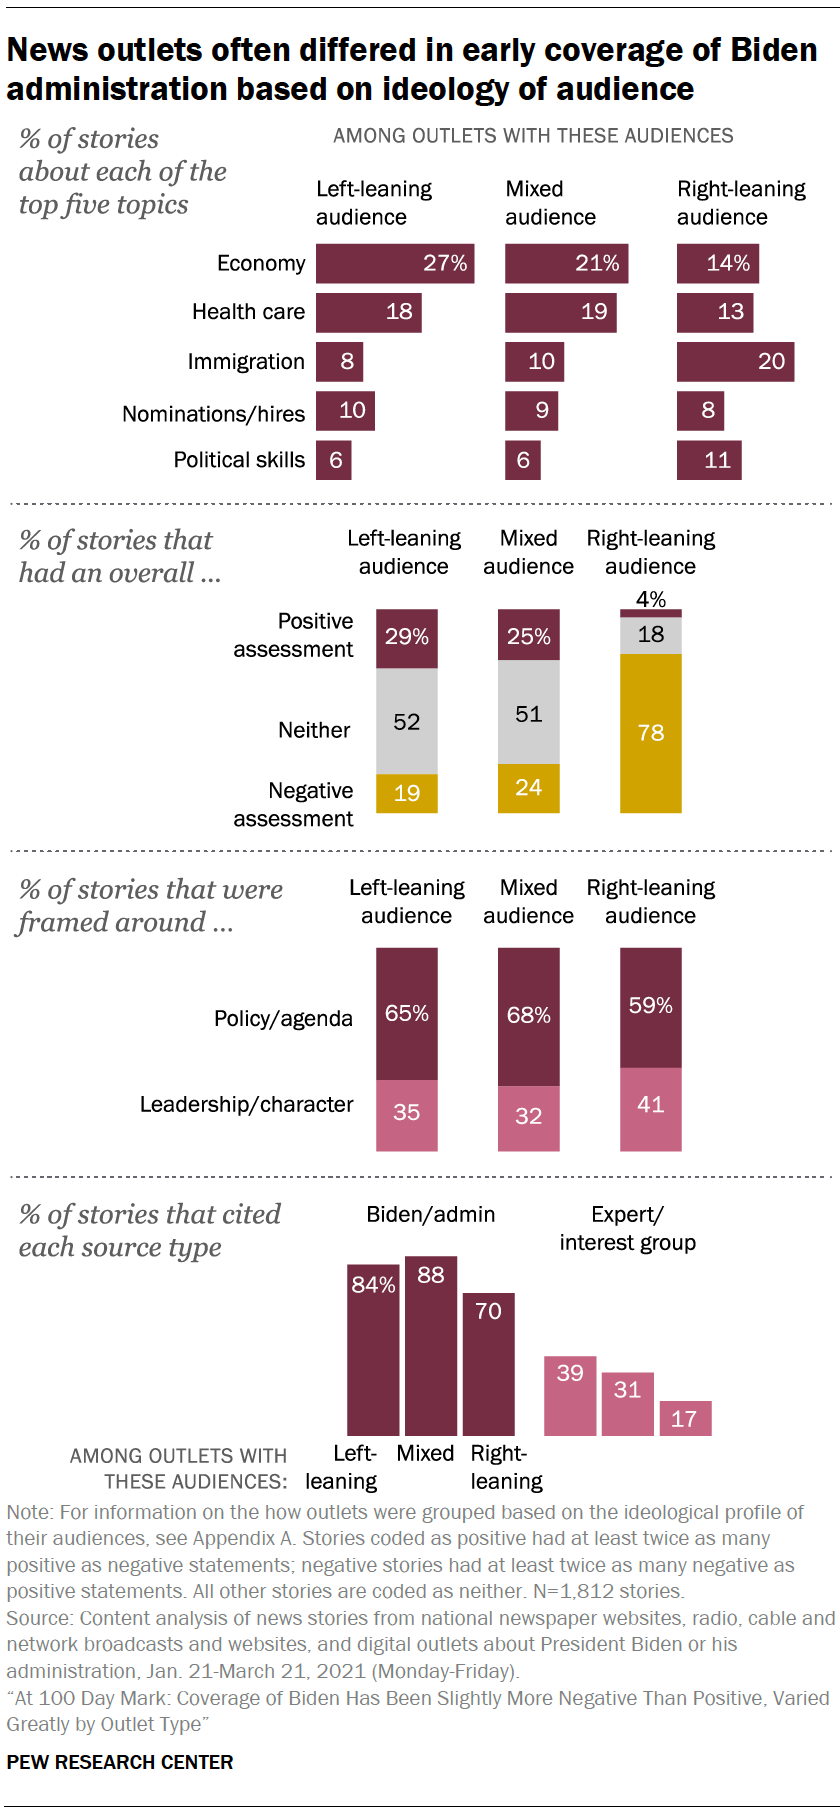 News outlets often differed in early coverage of Biden
administration based on ideology of audience
% of stories
about each of the
top five topics
AMONG OUTLETS WITH THESE AUDIENCES
Left-leaning
audience
Mixed
audience
Right-leaning
audience
Economy 27% 21% 14%
Health care 18 19 13
Immigration 8 10 20
Nominations/hires 10 9 8
Political skills 6 6 11
% of stories that
had an overall ...
Left-leaning
audience
Mixed
audience
Right-leaning
audience
4%
Positive
assessment
29% 25% 18
Neither
52 51 78
Negative
assessment
19 24
% of stories that were
framed around ...
Left-leaning
audience
Mixed
audience
Right-leaning
audience
Policy/agenda 65% 68% 59%
Leadership/character 35 32 41
% of stories that cited
each source type
Biden/admin
Expert/
interest group
84% 88 70
39 31 17
AMONG OUTLETS WITH
THESE AUDIENCES:
Left-
leaning
Mixed
Right-
leaning
Note: For information on the how outlets were grouped based on the ideological profile of
their audiences, see Appendix A. Stories coded as positive had at least twice as many
positive as negative statements; negative stories had at least twice as many negative as
positive statements. All other stories are coded as neither. N=1,812 stories.
Source: Content analysis of news stories from national newspaper websites, radio, cable and
network broadcasts and websites, and digital outlets about President Biden or his
administration, Jan. 21-March 21, 2021 (Monday-Friday).
“At 100 Day Mark: Coverage of Biden Has Been Slightly More Negative Than Positive, Varied
Greatly by Outlet Type”
PEW RESEARCH CENTER